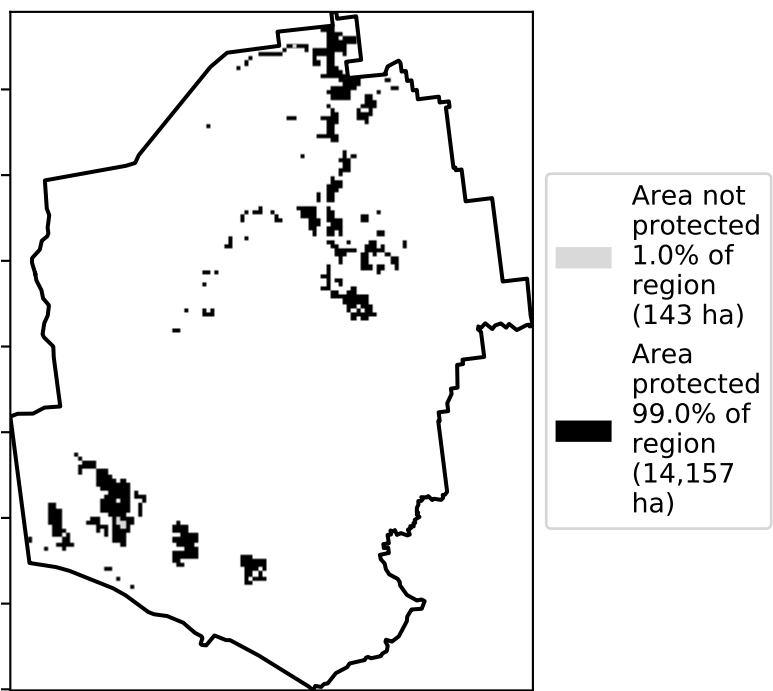 Area not
protected
1.0% of
region
(143 ha)
Area
protected
99.0% of
region
(14,157
ha)